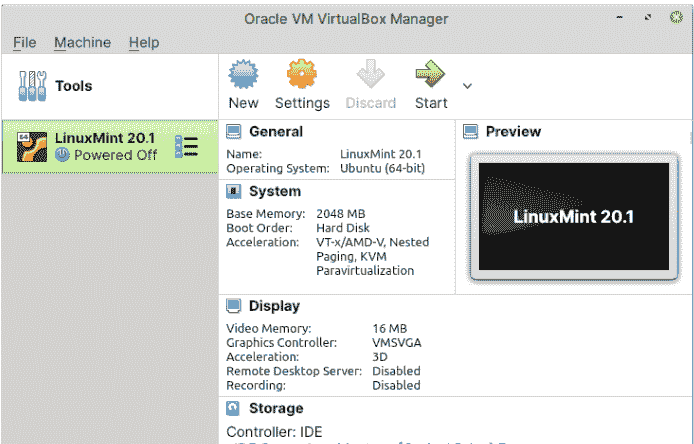 Oracle VM VirtualBox Manager
File Machine Help
Tools
New Settings Discard Start
LinuxMint 20.1
Powered Off
64
General
Name: LinuxMint 20.1
Operating System: Ubuntu (64-bit)
System
Base Memory: 2048 MB
Boot Order: Hard Disk
Acceleration: VT-x/AMD-V, Nested
Paging, KVM
Paravirtualization
Preview
LinuxMint 20.1
Display
Video Memory: 16 MB
Graphics Controller: VMSVGA
Acceleration: 3D
Remote Desktop Server: Disabled
Recording: Disabled
Storage
Controller: IDE